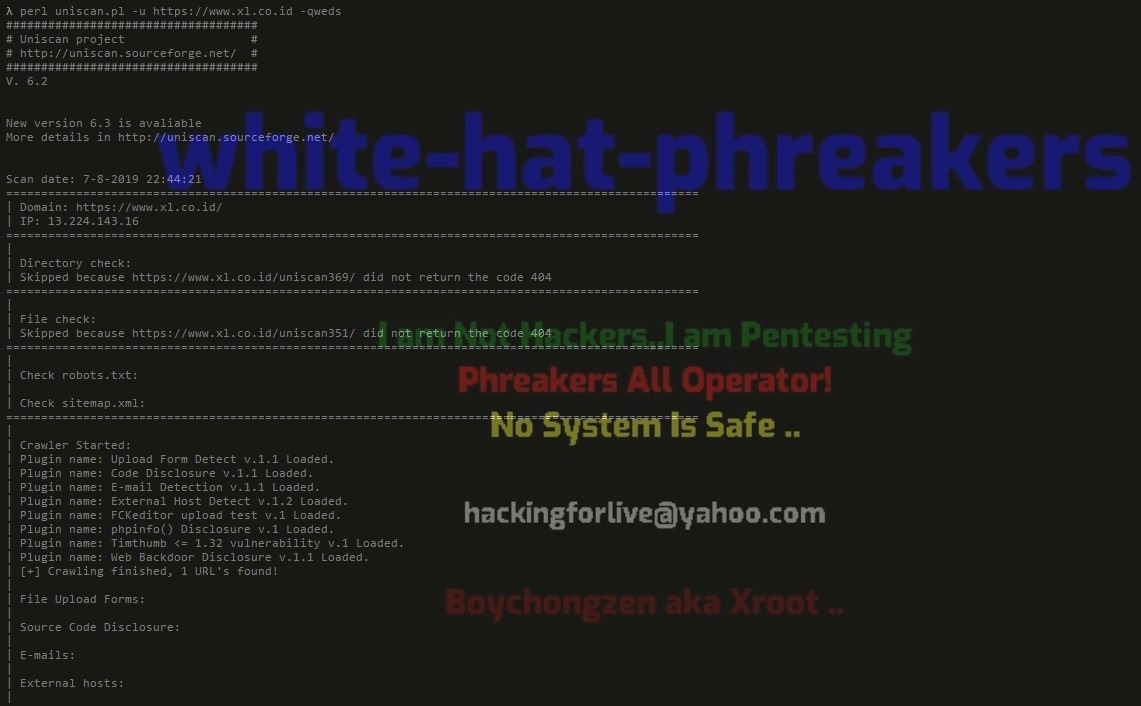 λ perl uniscan.pl -u https://www.xl.co.id -qweds
####################################
# Uniscan project                  #
# http://uniscan.sourceforge.net/  #
####################################
V. 6.2
New version 6.3 is avaliable
More details in http://uniscan.sourceforge.net/
white-hat-phreakers
Scan date: 7-8-2019 22:44:21
===================================================================================================
| Domain: https://www.xl.co.id/
| IP: 13.224.143.16
===================================================================================================
|
| Directory check:
| Skipped because https://www.xl.co.id/uniscan369/ did not return the code 404
===================================================================================================
|
| File check:
| Skipped because https://www.xl.co.id/uniscan351/ did not return the code 404
I am Not Hackers..I am Pentesting
===================================================================================================
|
| Check robots.txt:
Phreakers All Operator!
|
| Check sitemap.xml:
===================================================================================================
No System Is Safe ..
|
| Crawler Started:
| Plugin name: Upload Form Detect v.1.1 Loaded.
| Plugin name: Code Disclosure v.1.1 Loaded.
| Plugin name: E-mail Detection v.1.1 Loaded.
| Plugin name: External Host Detect v.1.2 Loaded.
| Plugin name: FCKeditor upload test v.1 Loaded.
hackingforlive@yahoo.com
| Plugin name: phpinfo() Disclosure v.1 Loaded.
| Plugin name: Timthumb <= 1.32 vulnerability v.1 Loaded.
| Plugin name: Web Backdoor Disclosure v.1.1 Loaded.
| [+] Crawling finished, 1 URL's found!
|
| File Upload Forms:
Boychongzen aka Xroot ..
|
| Source Code Disclosure:
|
| E-mails:
|
| External hosts:
|